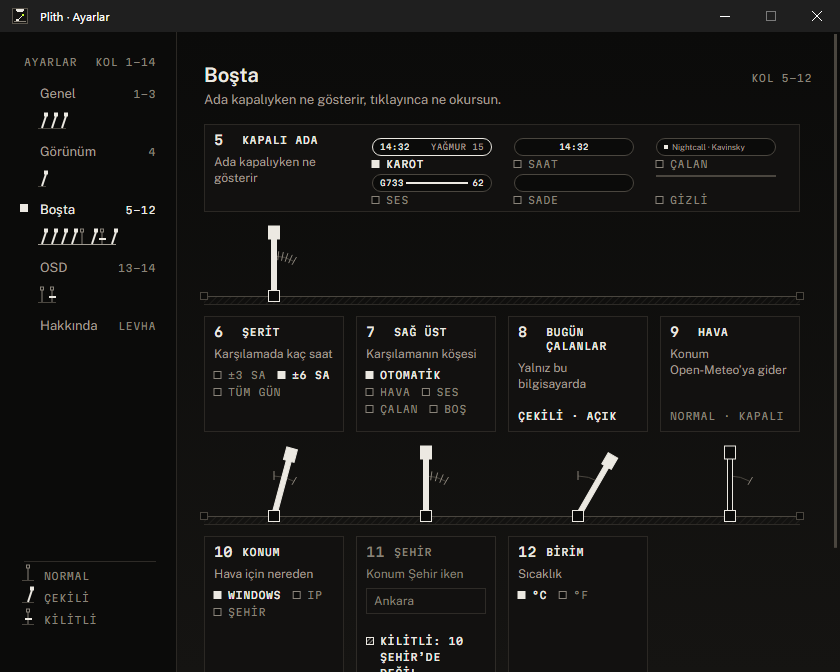 Plith · Ayarlar
AYARLAR KOL 1–14
Genel 1–3
Görünüm 4
Boşta 5–12
OSD 13–14
Hakkında LEVHA
NORMAL
ÇEKİLİ
KİLİTLİ
Boşta KOL 5–12
Ada kapalıyken ne gösterir, tıklayınca ne okursun.
5 KAPALI ADA
Ada kapalıyken ne
gösterir
14:32 YAĞMUR 15
KAROT
14:32
SAAT
Nightcall · Kavinsky
ÇALAN
G733 62
SES
SADE
GİZLİ
6 ŞERİT
Karşılamada kaç saat
±3 SA ±6 SA
TÜM GÜN
7 SAĞ ÜST
Karşılamanın köşesi
OTOMATİK
HAVA SES
ÇALAN BOŞ
8 BUGÜN
ÇALANLAR
Yalnız bu
bilgisayarda
ÇEKİLİ · AÇIK
9 HAVA
Konum
Open-Meteo'ya gider
NORMAL · KAPALI
10 KONUM
Hava için nereden
WINDOWS IP
ŞEHİR
11 ŞEHİR
Konum Şehir iken
Ankara
KİLİTLİ: 10
ŞEHİR'DE
DEĞİL
12 BİRİM
Sıcaklık
°C °F